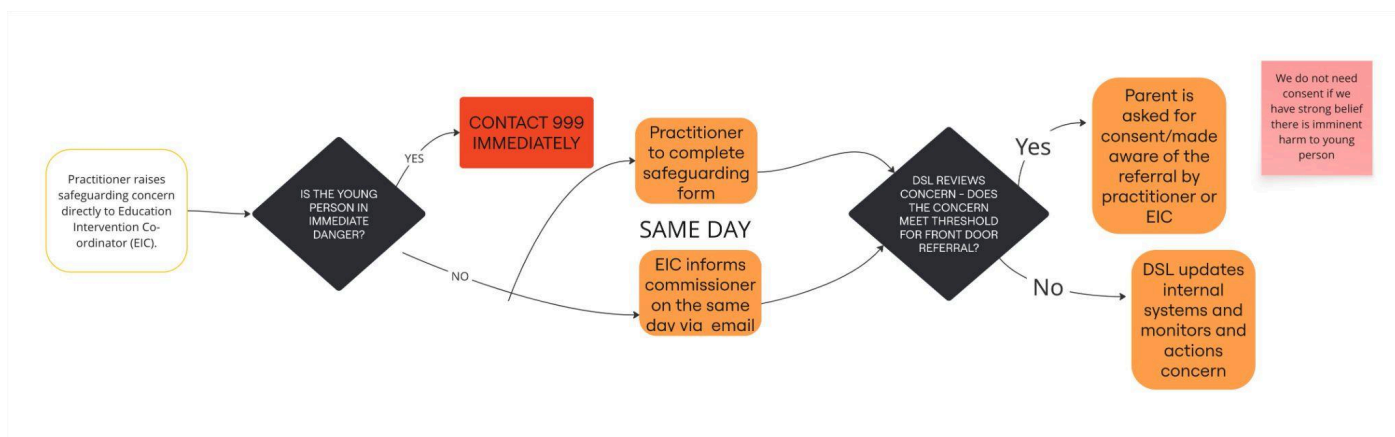 Practitioner raises
safeguarding concern
directly to Education
Intervention Co-
ordinator (EIC).
IS THE YOUNG
PERSON IN
IMMEDIATE
DANGER?
YES
CONTACT 999
IMMEDIATELY
NO
Practitioner
to complete
safeguarding
form
SAME DAY
EIC informs
commissioner
on the same
day via email
DSL REVIEWS
CONCERN - DOES
THE CONCERN
MEET THRESHOLD
FOR FRONT DOOR
REFERRAL?
Yes
Parent is
asked for
consent/made
aware of the
referral by
practitioner or
EIC
No
DSL updates
internal
systems and
monitors and
actions
concern
We do not need
consent if we
have strong belief
there is imminent
harm to young
person